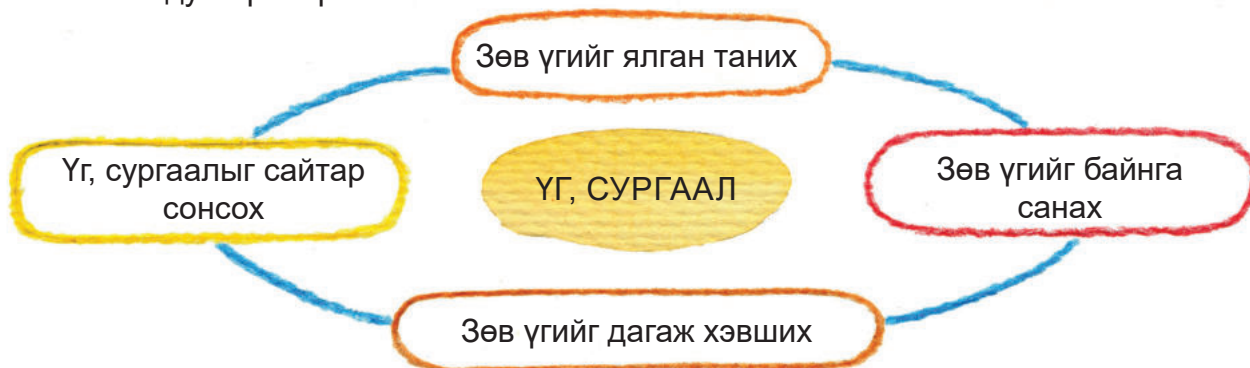 Зөв үгийг ялган таних
Үг, сургаалыг сайтар
сонсох
ҮГ, СУРГААЛ
Зөв үгийг байнга
санах
Зөв үгийг дагаж хэвших